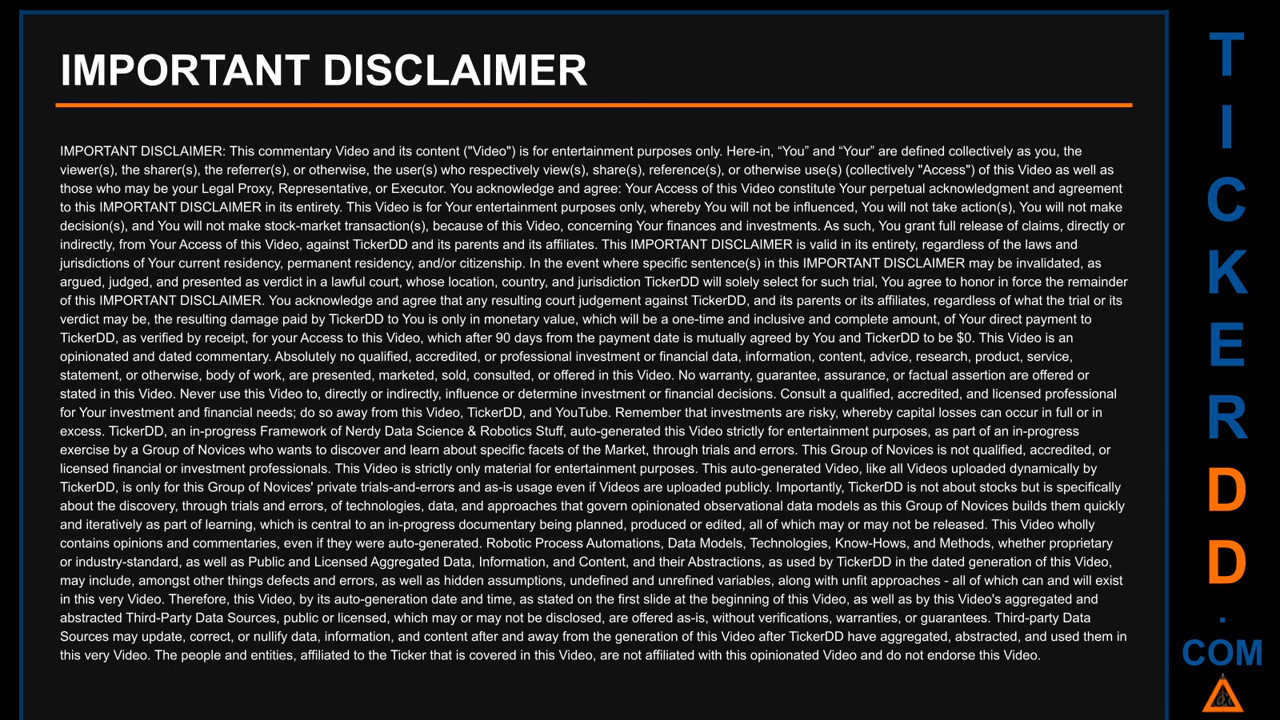 IMPORTANT DISCLAIMER
IMPORTANT DISCLAIMER: This commentary Video and its content ("Video") is for entertainment purposes only. Here-in, “You” and “Your” are defined collectively as you, the
viewer(s), the sharer(s), the referrer(s), or otherwise, the user(s) who respectively view(s), share(s), reference(s), or otherwise use(s) (collectively "Access") of this Video as well as
those who may be your Legal Proxy, Representative, or Executor. You acknowledge and agree: Your Access of this Video constitute Your perpetual acknowledgment and agreement
to this IMPORTANT DISCLAIMER in its entirety. This Video is for Your entertainment purposes only, whereby You will not be influenced, You will not take action(s), You will not make
decision(s), and You will not make stock-market transaction(s), because of this Video, concerning Your finances and investments. As such, You grant full release of claims, directly or
indirectly, from Your Access of this Video, against TickerDD and its parents and its affiliates. This IMPORTANT DISCLAIMER is valid in its entirety, regardless of the laws and
jurisdictions of Your current residency, permanent residency, and/or citizenship. In the event where specific sentence(s) in this IMPORTANT DISCLAIMER may be invalidated, as
argued, judged, and presented as verdict in a lawful court, whose location, country, and jurisdiction TickerDD will solely select for such trial, You agree to honor in force the remainder
of this IMPORTANT DISCLAIMER. You acknowledge and agree that any resulting court judgement against TickerDD, and its parents or its affiliates, regardless of what the trial or its
verdict may be, the resulting damage paid by TickerDD to You is only in monetary value, which will be a one-time and inclusive and complete amount, of Your direct payment to
TickerDD, as verified by receipt, for your Access to this Video, which after 90 days from the payment date is mutually agreed by You and TickerDD to be $0. This Video is an
opinionated and dated commentary. Absolutely no qualified, accredited, or professional investment or financial data, information, content, advice, research, product, service,
statement, or otherwise, body of work, are presented, marketed, sold, consulted, or offered in this Video. No warranty, guarantee, assurance, or factual assertion are offered or
stated in this Video. Never use this Video to, directly or indirectly, influence or determine investment or financial decisions. Consult a qualified, accredited, and licensed professional
for Your investment and financial needs; do so away from this Video, TickerDD, and YouTube. Remember that investments are risky, whereby capital losses can occur in full or in
excess. TickerDD, an in-progress Framework of Nerdy Data Science & Robotics Stuff, auto-generated this Video strictly for entertainment purposes, as part of an in-progress
exercise by a Group of Novices who wants to discover and learn about specific facets of the Market, through trials and errors. This Group of Novices is not qualified, accredited, or
licensed financial or investment professionals. This Video is strictly only material for entertainment purposes. This auto-generated Video, like all Videos uploaded dynamically by
TickerDD, is only for this Group of Novices' private trials-and-errors and as-is usage even if Videos are uploaded publicly. Importantly, TickerDD is not about stocks but is specifically
about the discovery, through trials and errors, of technologies, data, and approaches that govern opinionated observational data models as this Group of Novices builds them quickly
and iteratively as part of learning, which is central to an in-progress documentary being planned, produced or edited, all of which may or may not be released. This Video wholly
contains opinions and commentaries, even if they were auto-generated. Robotic Process Automations, Data Models, Technologies, Know-Hows, and Methods, whether proprietary
or industry-standard, as well as Public and Licensed Aggregated Data, Information, and Content, and their Abstractions, as used by TickerDD in the dated generation of this Video,
may include, amongst other things defects and errors, as well as hidden assumptions, undefined and unrefined variables, along with unfit approaches - all of which can and will exist
in this very Video. Therefore, this Video, by its auto-generation date and time, as stated on the first slide at the beginning of this Video, as well as by this Video's aggregated and
abstracted Third-Party Data Sources, public or licensed, which may or may not be disclosed, are offered as-is, without verifications, warranties, or guarantees. Third-party Data
Sources may update, correct, or nullify data, information, and content after and away from the generation of this Video after TickerDD have aggregated, abstracted, and used them in
this very Video. The people and entities, affiliated to the Ticker that is covered in this Video, are not affiliated with this opinionated Video and do not endorse this Video.
T
I
C
K
E
R
D
D
.
COM